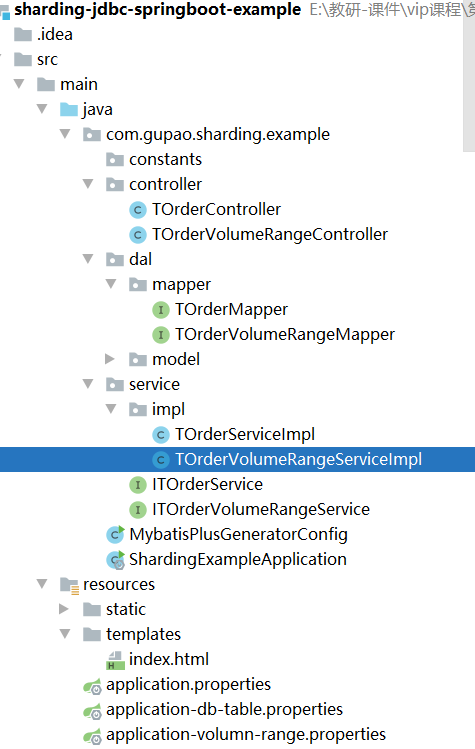 sharding-jdbc-springboot-example E:\教研-课件\vip课程\第
.idea
src
main
java
com.gupao.sharding.example
constants
controller
TOrderController
TOrderVolumeRangeController
dal
mapper
TOrderMapper
TOrderVolumeRangeMapper
model
service
impl
TOrderServiceImpl
TOrderVolumeRangeServiceImpl
ITOrderService
ITOrderVolumeRangeService
MybatisPlusGeneratorConfig
ShardingExampleApplication
resources
static
templates
index.html
application.properties
application-db-table.properties
application-volumn-range.properties